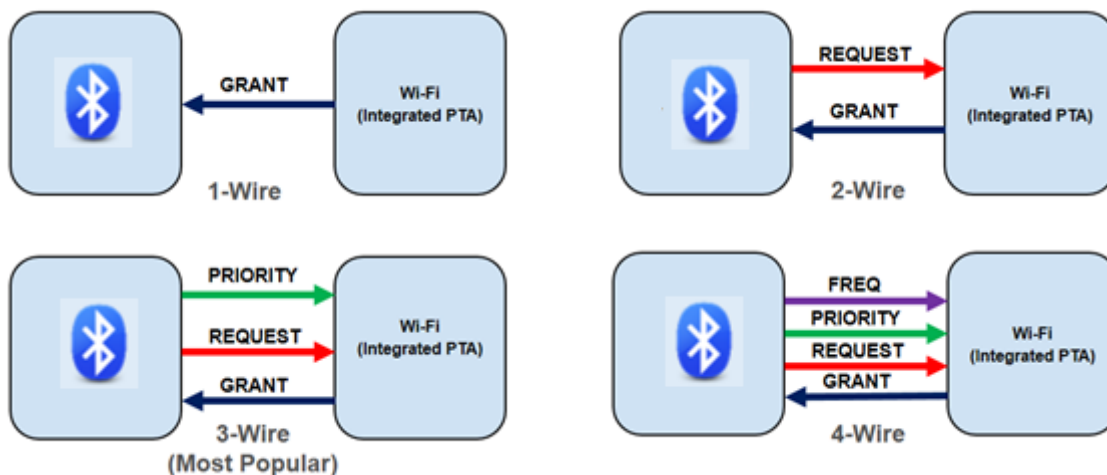 GRANT
Wi-Fi
(Integrated PTA)
1-Wire
REQUEST
GRANT
Wi-Fi
(Integrated PTA)
2-Wire
PRIORITY
REQUEST
GRANT
Wi-Fi
(Integrated PTA)
3-Wire
(Most Popular)
FREQ
PRIORITY
REQUEST
GRANT
Wi-Fi
(Integrated PTA)
4-Wire